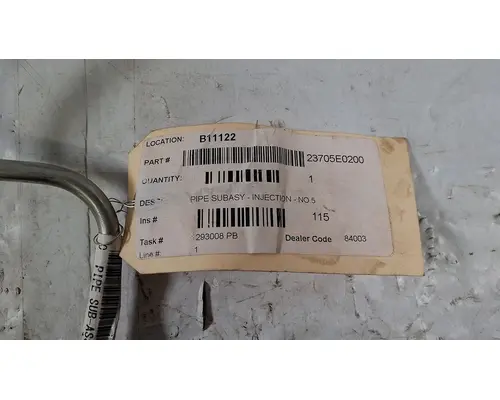 LOCATION: B11122
PART # 23705E0200
QUANTITY: 1
PIPE SUBASY - INJECTION - NO 5
Ins # 115
Task # 293008 PB Dealer Code 84003
Line #: 1
PIPE SUB-AS